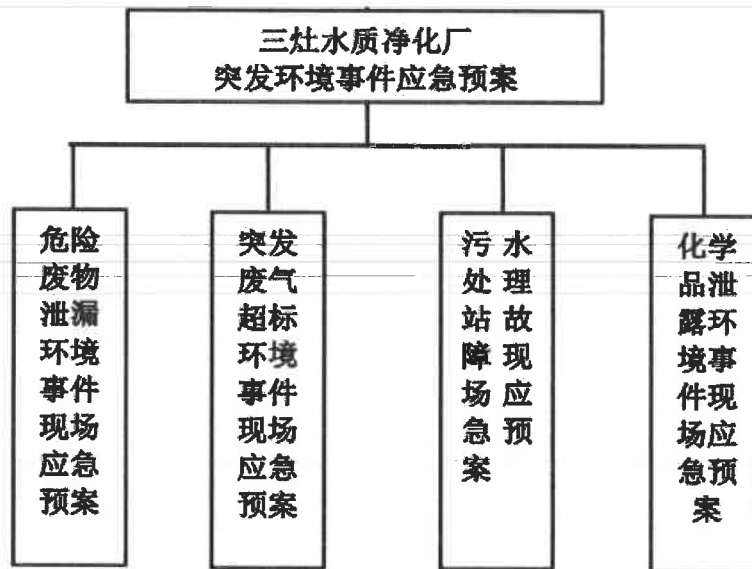 三灶水质净化厂
突发环境事件应急预案
危险
废物
泄漏
环境
事件
现场
应急
预案
突发
废气
超标
环境
事件
现场
应急
预案
污水
处理
站故
障现
场应
急预
案
化学
品泄
露环
境事
件现
场应
急预
案